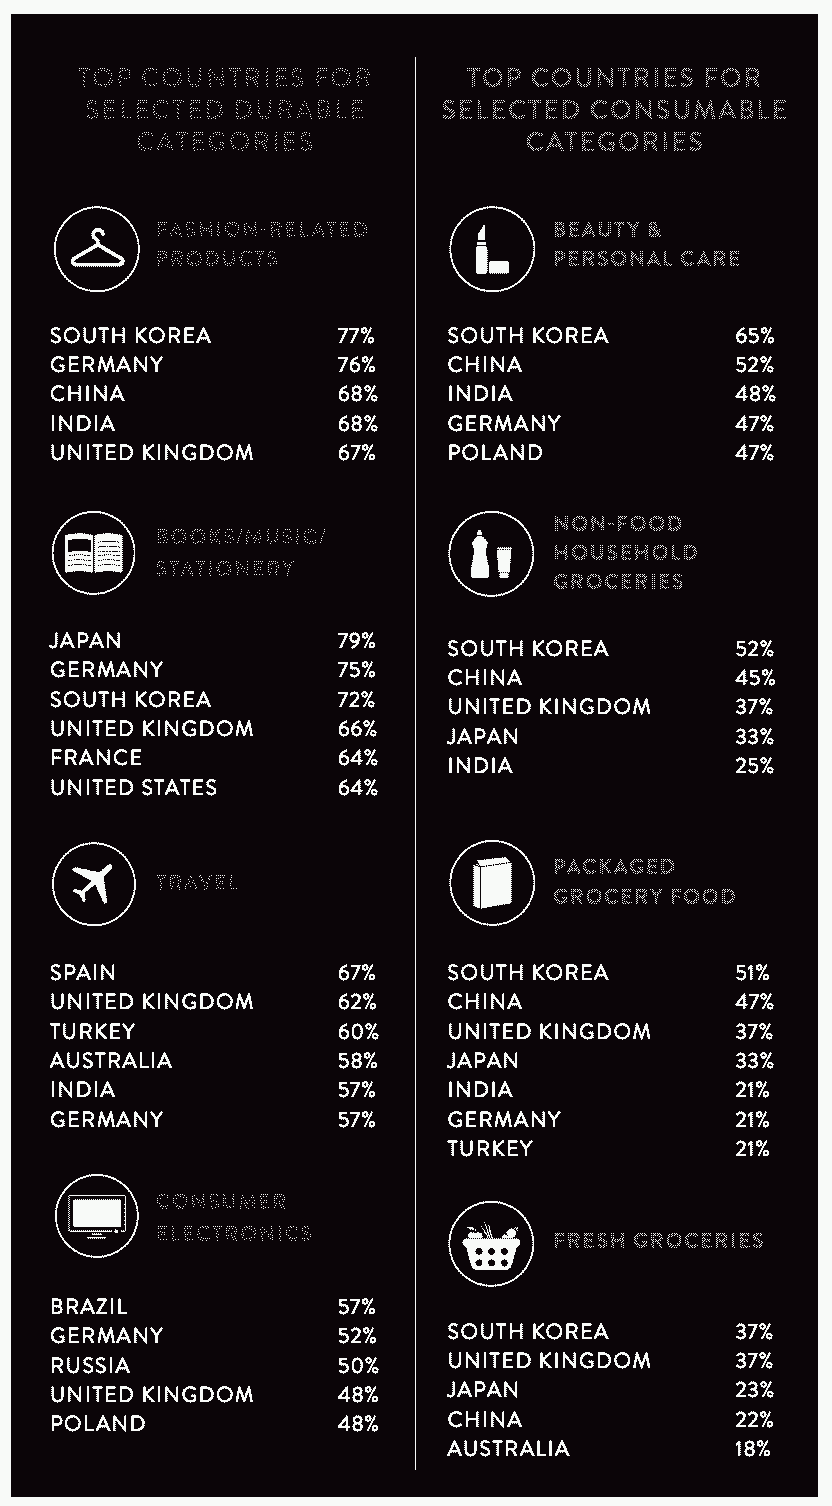 TOP COUNTRIES FOR
SELECTED DURABLE
CATEGORIES
FASHION-RELATED
PRODUCTS
SOUTH KOREA 77%
GERMANY 76%
CHINA 68%
INDIA 68%
UNITED KINGDOM 67%
BOOKS/MUSIC/
STATIONERY
JAPAN 79%
GERMANY 75%
SOUTH KOREA 72%
UNITED KINGDOM 66%
FRANCE 64%
UNITED STATES 64%
TRAVEL
SPAIN 67%
UNITED KINGDOM 62%
TURKEY 60%
AUSTRALIA 58%
INDIA 57%
GERMANY 57%
CONSUMER
ELECTRONICS
BRAZIL 57%
GERMANY 52%
RUSSIA 50%
UNITED KINGDOM 48%
POLAND 48%
TOP COUNTRIES FOR
SELECTED CONSUMABLE
CATEGORIES
BEAUTY &
PERSONAL CARE
SOUTH KOREA 65%
CHINA 52%
INDIA 48%
GERMANY 47%
POLAND 47%
NON-FOOD
HOUSEHOLD
GROCERIES
SOUTH KOREA 52%
CHINA 45%
UNITED KINGDOM 37%
JAPAN 33%
INDIA 25%
PACKAGED
GROCERY FOOD
SOUTH KOREA 51%
CHINA 47%
UNITED KINGDOM 37%
JAPAN 33%
INDIA 21%
GERMANY 21%
TURKEY 21%
FRESH GROCERIES
SOUTH KOREA 37%
UNITED KINGDOM 37%
JAPAN 23%
CHINA 22%
AUSTRALIA 18%